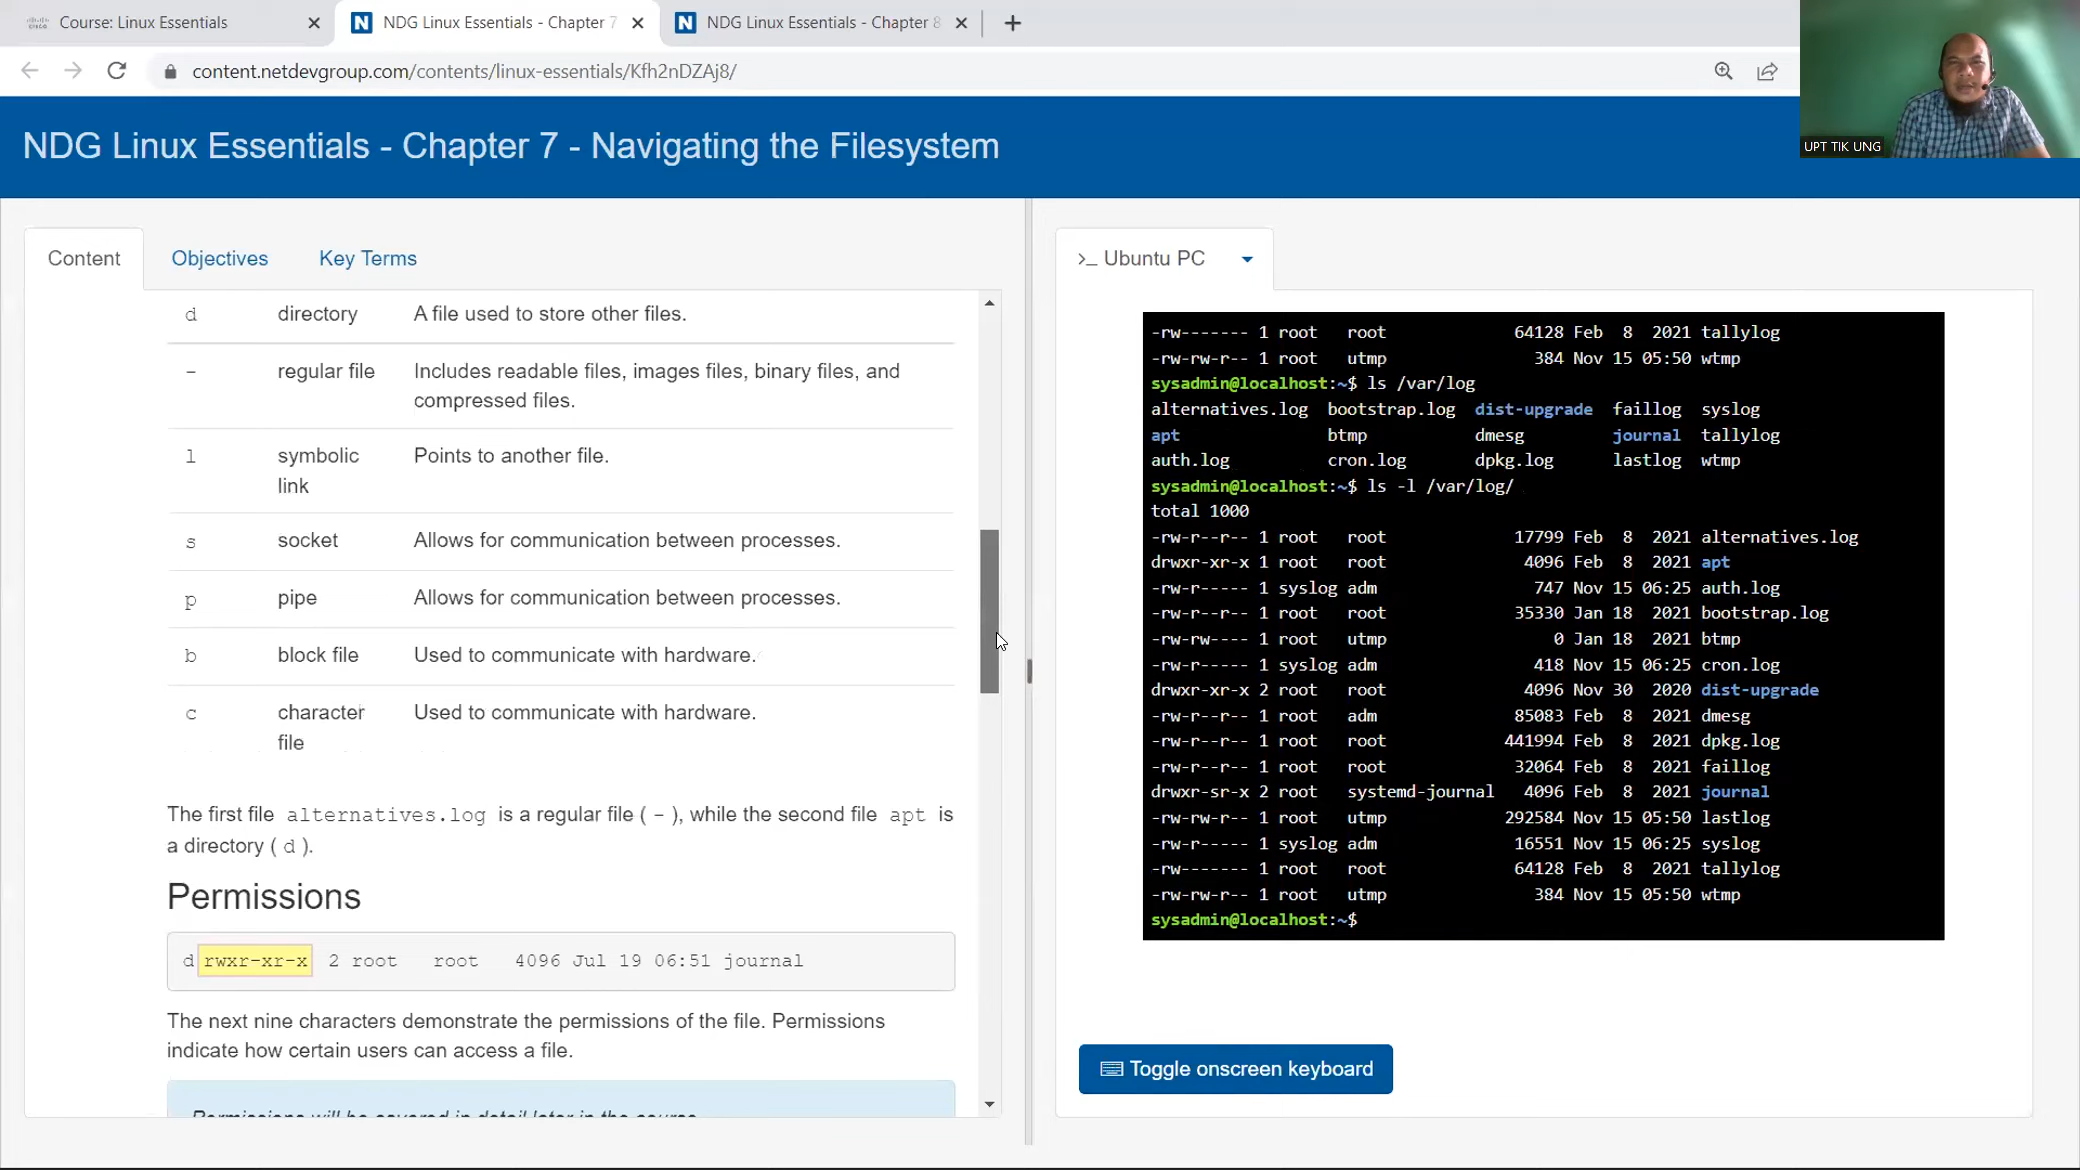 Course: Linux Essentials
NDG Linux Essentials - Chapter 7
NDG Linux Essentials - Chapter 8
content.netdevgroup.com/contents/linux-essentials/Kfh2nDZAj8/
UPT TIK UNG
NDG Linux Essentials - Chapter 7 - Navigating the Filesystem
Content Objectives Key Terms
d directory A file used to store other files.
- regular file Includes readable files, images files, binary files, and
compressed files.
l symbolic Points to another file.
link
s socket Allows for communication between processes.
p pipe Allows for communication between processes.
b block file Used to communicate with hardware.
c character Used to communicate with hardware.
file
The first file alternatives.log is a regular file ( - ), while the second file apt is
a directory ( d ).
Permissions
drwxr-xr-x 2 root root 4096 Jul 19 06:51 journal
The next nine characters demonstrate the permissions of the file. Permissions
indicate how certain users can access a file.
Permissions will be covered in detail later in the course.
>_ Ubuntu PC
-rw------- 1 root root 64128 Feb 8 2021 tallylog
-rw-rw-r-- 1 root utmp 384 Nov 15 05:50 wtmp
sysadmin@localhost:~$ ls /var/log
alternatives.log bootstrap.log dist-upgrade faillog syslog
apt btmp dmesg journal tallylog
auth.log cron.log dpkg.log lastlog wtmp
sysadmin@localhost:~$ ls -l /var/log/
total 1000
-rw-r--r-- 1 root root 17799 Feb 8 2021 alternatives.log
drwxr-xr-x 1 root root 4096 Feb 8 2021 apt
-rw-r----- 1 syslog adm 747 Nov 15 06:25 auth.log
-rw-r--r-- 1 root root 35330 Jan 18 2021 bootstrap.log
-rw-rw---- 1 root utmp 0 Jan 18 2021 btmp
-rw-r----- 1 syslog adm 418 Nov 15 06:25 cron.log
drwxr-xr-x 2 root root 4096 Nov 30 2020 dist-upgrade
-rw-r----- 1 root adm 85083 Feb 8 2021 dmesg
-rw-r--r-- 1 root root 441994 Feb 8 2021 dpkg.log
-rw-r--r-- 1 root root 32064 Feb 8 2021 faillog
drwxr-sr-x 2 root systemd-journal 4096 Feb 8 2021 journal
-rw-rw-r-- 1 root utmp 292584 Nov 15 05:50 lastlog
-rw-r----- 1 syslog adm 16551 Nov 15 06:25 syslog
-rw------- 1 root root 64128 Feb 8 2021 tallylog
-rw-rw-r-- 1 root utmp 384 Nov 15 05:50 wtmp
sysadmin@localhost:~$
Toggle onscreen keyboard